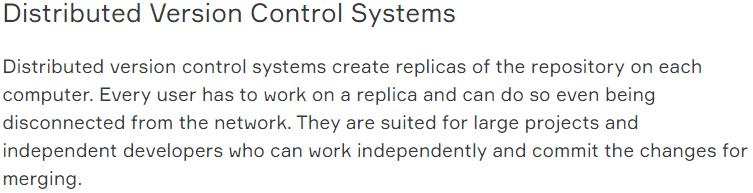 Distributed Version Control Systems
Distributed version control systems create replicas of the repository on each
computer. Every user has to work on a replica and can do so even being
disconnected from the network. They are suited for large projects and
independent developers who can work independently and commit the changes for
merging.